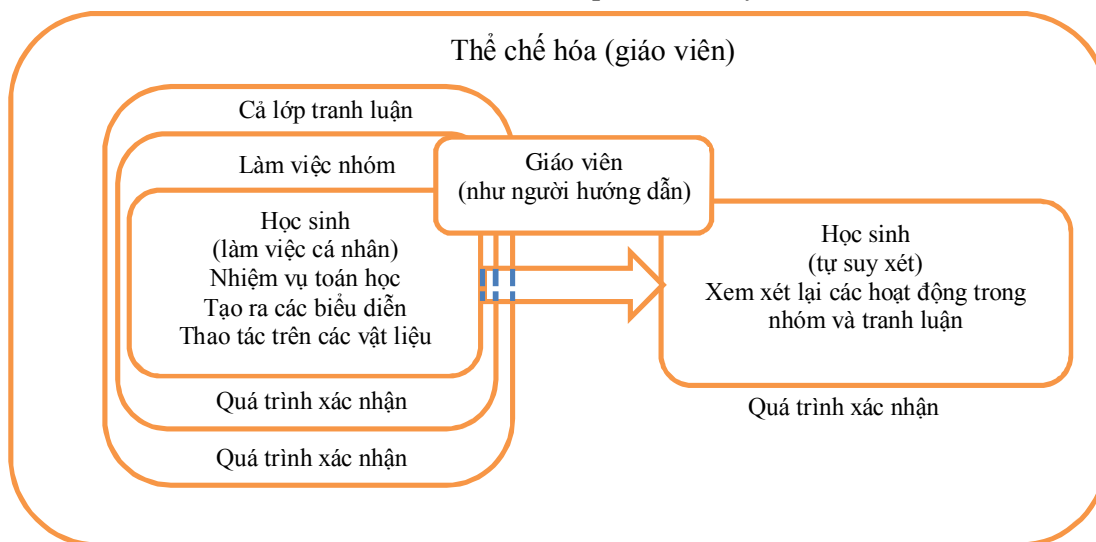 Thể chế hóa (giáo viên)
Cả lớp tranh luận
Làm việc nhóm
Giáo viên
(như người hướng dẫn)
Học sinh
(làm việc cá nhân)
Nhiệm vụ toán học
Tạo ra các biểu diễn
Thao tác trên các vật liệu
Học sinh
(tự suy xét)
Xem xét lại các hoạt động trong
nhóm và tranh luận
Quá trình xác nhận
Quá trình xác nhận
Quá trình xác nhận